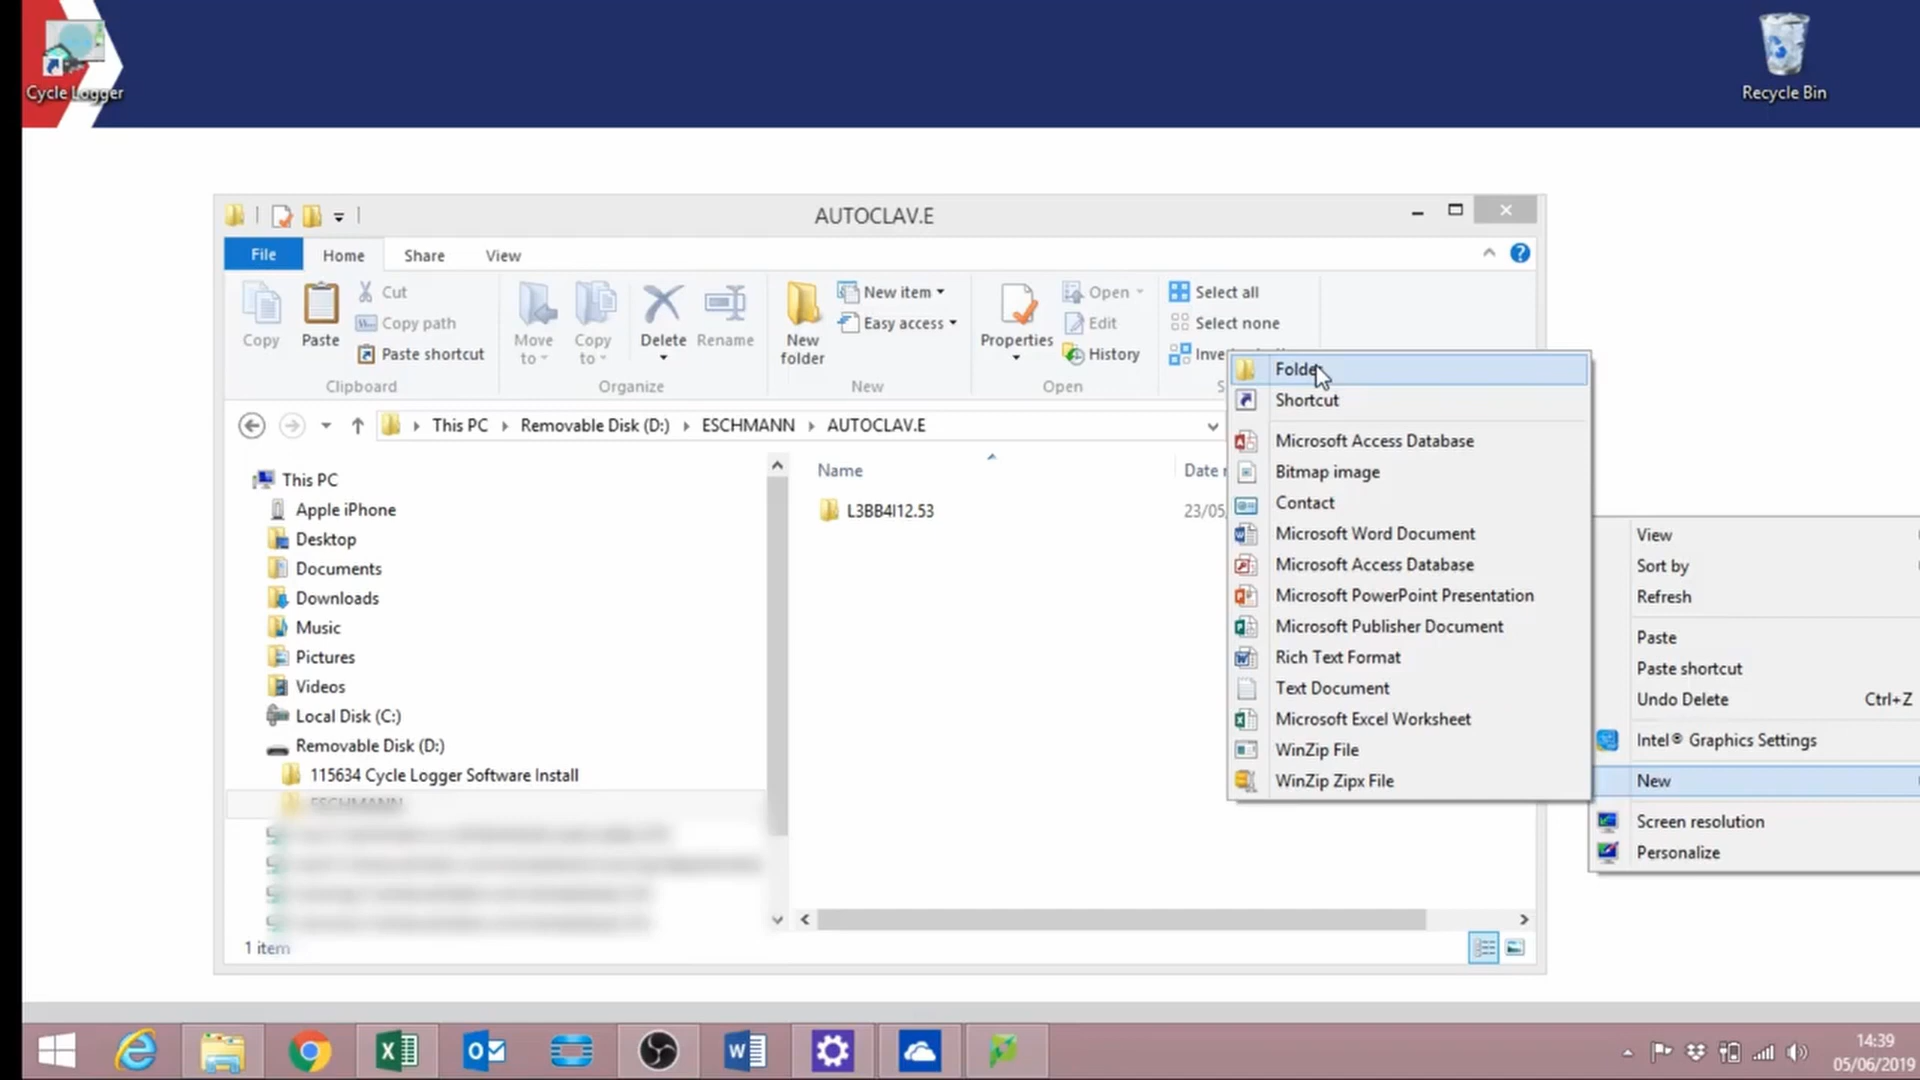 Cycle Logger
Recycle Bin
AUTOCLAV.E
File
Home
Share
View
Copy
Paste
Cut
Copy path
Paste shortcut
Clipboard
Move
to
Copy
to
Delete
Rename
Organize
New
folder
New item
Easy access
New
Properties
Open
Edit
History
Open
Select all
Select none
This PC
Removable Disk (D:)
ESCHMANN
AUTOCLAV.E
This PC
Apple iPhone
Desktop
Documents
Downloads
Music
Pictures
Videos
Local Disk (C:)
Removable Disk (D:)
115634 Cycle Logger Software Install
ESCHMANN
Name
Date
L3BB4I12.53
23/05
1 item
Folder
Shortcut
Microsoft Access Database
Bitmap image
Contact
Microsoft Word Document
Microsoft Access Database
Microsoft PowerPoint Presentation
Microsoft Publisher Document
Rich Text Format
Text Document
Microsoft Excel Worksheet
WinZip File
WinZip Zipx File
View
Sort by
Refresh
Paste
Paste shortcut
Undo Delete Ctrl+Z
Intel® Graphics Settings
New
Screen resolution
Personalize
14:39
05/06/2019